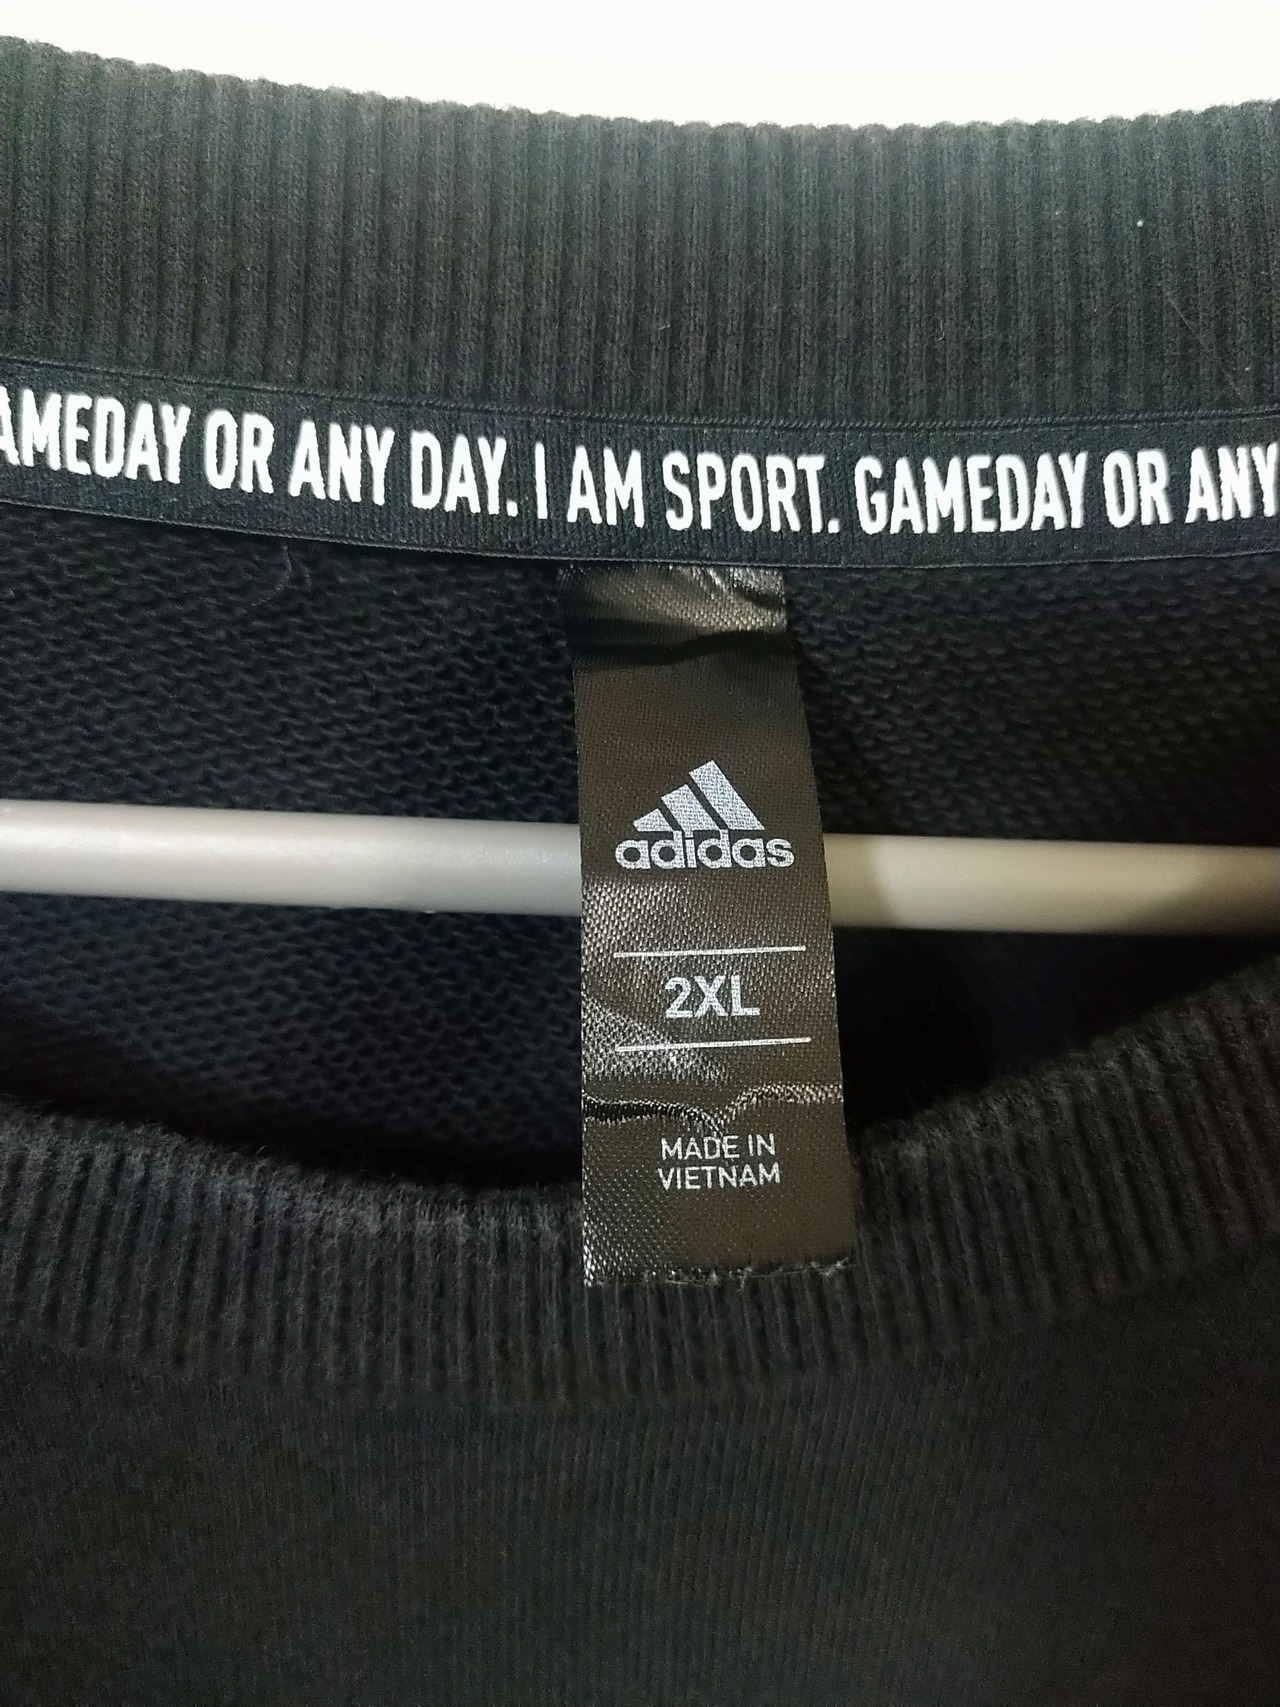 AMEDAY OR ANY DAY. I AM SPORT. GAMEDAY OR ANY
adidas
2XL
MADE IN
VIETNAM